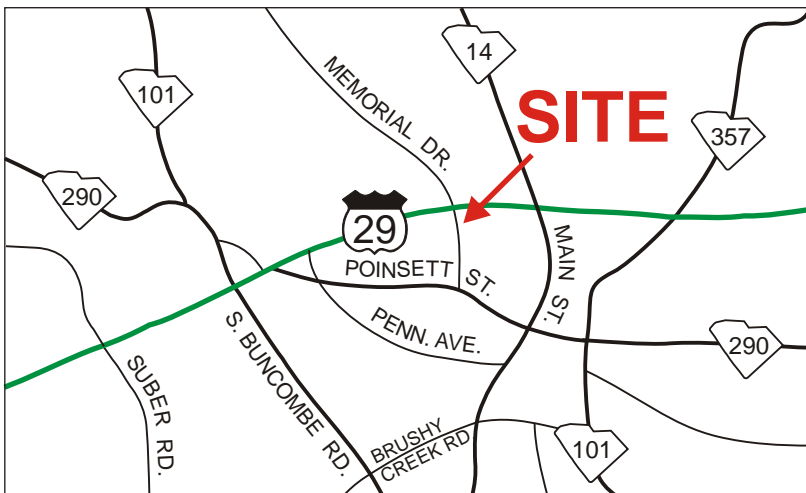 14
101
MEMORIAL DR.
SITE
357
290
29
MAIN ST.
POINSETT ST.
PENN. AVE.
S. BUNCOMBE RD.
290
SUBER RD.
BRUSHY
CREEK RD
101